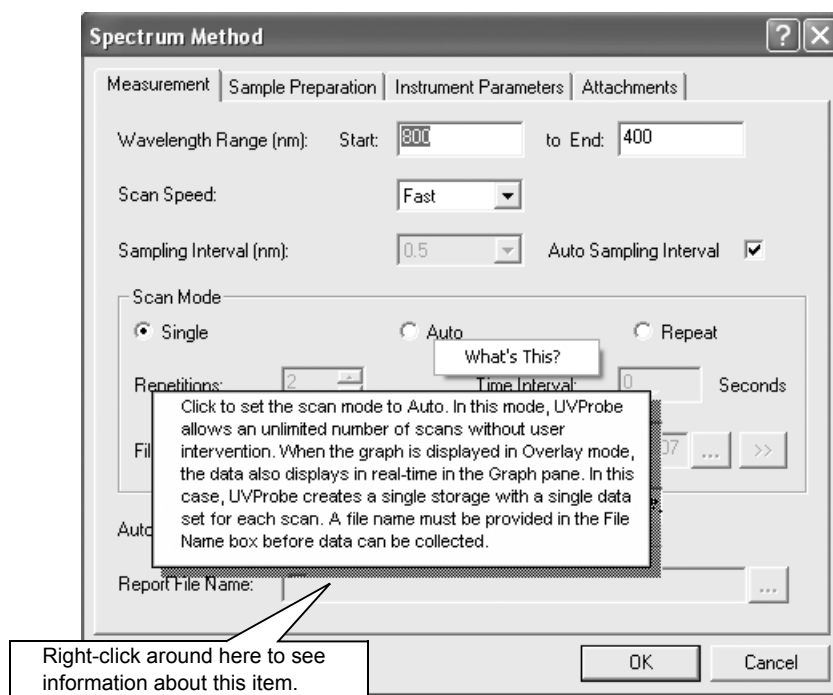 Spectrum Method
Measurement Sample Preparation Instrument Parameters Attachments
Wavelength Range (nm): Start: 800 to End: 400
Scan Speed: Fast
Sampling Interval (nm): 0.5 Auto Sampling Interval
Scan Mode
Single Auto Repeat
What's This?
Repetitions: 2 Time Interval: 0 Seconds
Click to set the scan mode to Auto. In this mode, UVProbe
allows an unlimited number of scans without user
intervention. When the graph is displayed in Overlay mode,
the data also displays in real-time in the Graph pane. In this
case, UVProbe creates a single storage with a single data
set for each scan. A file name must be provided in the File
Name box before data can be collected.
Fil 07 ... >>
Auto
Report File Name: ...
Right-click around here to see
information about this item.
OK Cancel